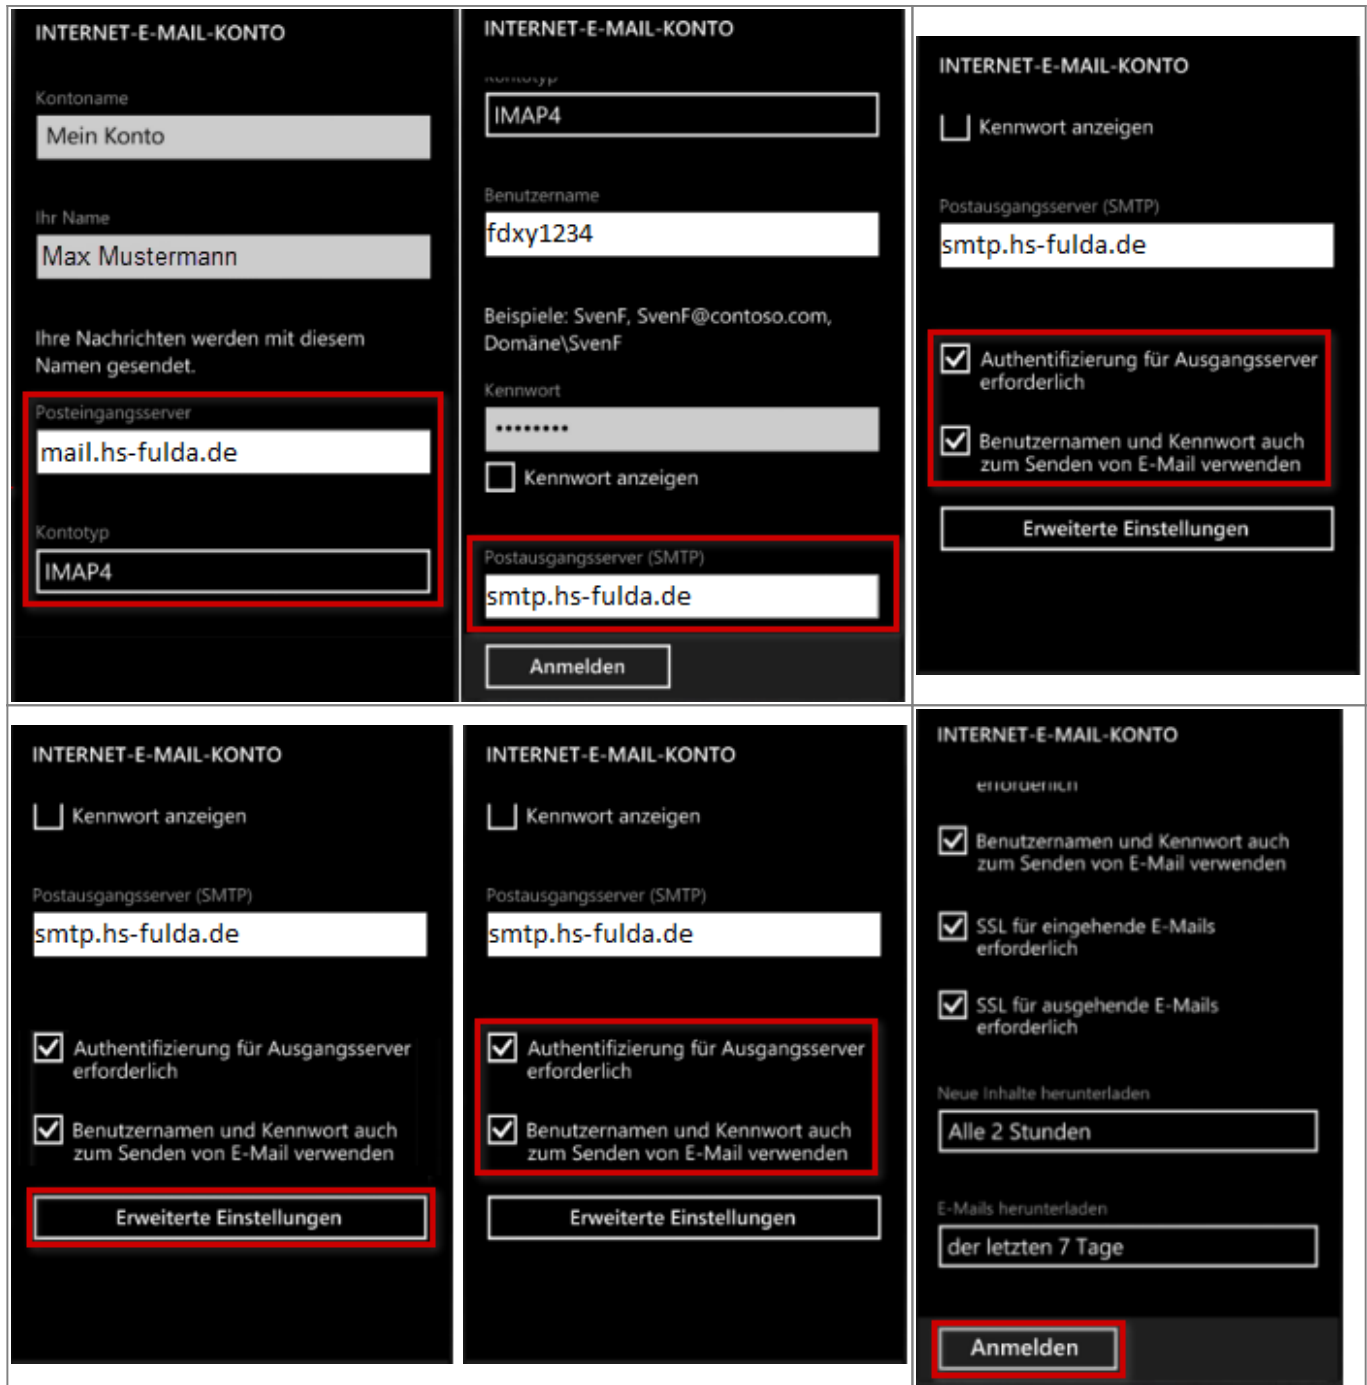 INTERNET-E-MAIL-KONTO
Kontoname
Mein Konto
Ihr Name
Max Mustermann
Ihre Nachrichten werden mit diesem
Namen gesendet.
Posteingangsserver
mail.hs-fulda.de
Kontotyp
IMAP4
INTERNET-E-MAIL-KONTO
Kontotyp
IMAP4
Benutzername
fdxy1234
Beispiele: SvenF, SvenF@contoso.com,
Domäne\SvenF
Kennwort
••••••••
Kennwort anzeigen
Postausgangsserver (SMTP)
smtp.hs-fulda.de
Anmelden
INTERNET-E-MAIL-KONTO
Kennwort anzeigen
Postausgangsserver (SMTP)
smtp.hs-fulda.de
Authentifizierung für Ausgangsserver
erforderlich
Benutzernamen und Kennwort auch
zum Senden von E-Mail verwenden
Erweiterte Einstellungen
INTERNET-E-MAIL-KONTO
Kennwort anzeigen
Postausgangsserver (SMTP)
smtp.hs-fulda.de
Authentifizierung für Ausgangsserver
erforderlich
Benutzernamen und Kennwort auch
zum Senden von E-Mail verwenden
Erweiterte Einstellungen
INTERNET-E-MAIL-KONTO
Kennwort anzeigen
Postausgangsserver (SMTP)
smtp.hs-fulda.de
Authentifizierung für Ausgangsserver
erforderlich
Benutzernamen und Kennwort auch
zum Senden von E-Mail verwenden
Erweiterte Einstellungen
INTERNET-E-MAIL-KONTO
erforderlich
Benutzernamen und Kennwort auch
zum Senden von E-Mail verwenden
SSL für eingehende E-Mails
erforderlich
SSL für ausgehende E-Mails
erforderlich
Neue Inhalte herunterladen
Alle 2 Stunden
E-Mails herunterladen
der letzten 7 Tage
Anmelden